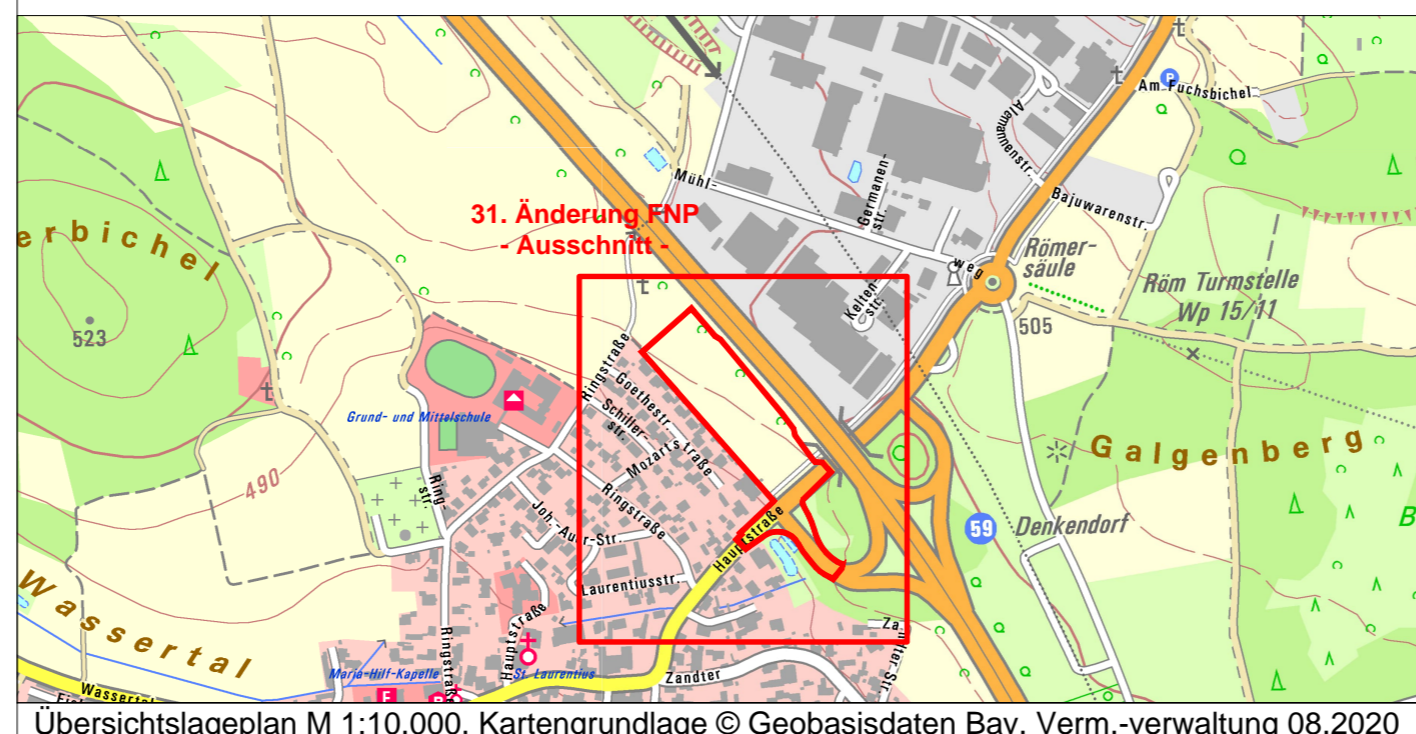 Am Fuchsbichel
Alemannenstr.
Mühl-
weg
Germanen-
str.
Bajuwarenstr.
31. Änderung FNP
- Ausschnitt -
erbichel
523
Römer-
säule
505
Röm Turmstelle
Wp 15/11
Kelten-
str.
Ringstraße
Goethestr.
Schiller-
str.
Mozartstraße
Grund- und Mittelschule
Ring-
str.
490
Ringstraße
Joh.-Auer-Str.
Hauptstraße
Galgenberg
59
Denkendorf
B
Laurentiusstr.
Hauptstraße
Wassertal
Ringstraße
Maria-Hilf-Kapelle
St. Laurentius
Zandter
Zandter Str.
Übersichtslageplan M 1:10.000, Kartengrundlage © Geobasisdaten Bay. Verm.-verwaltung 08.2020